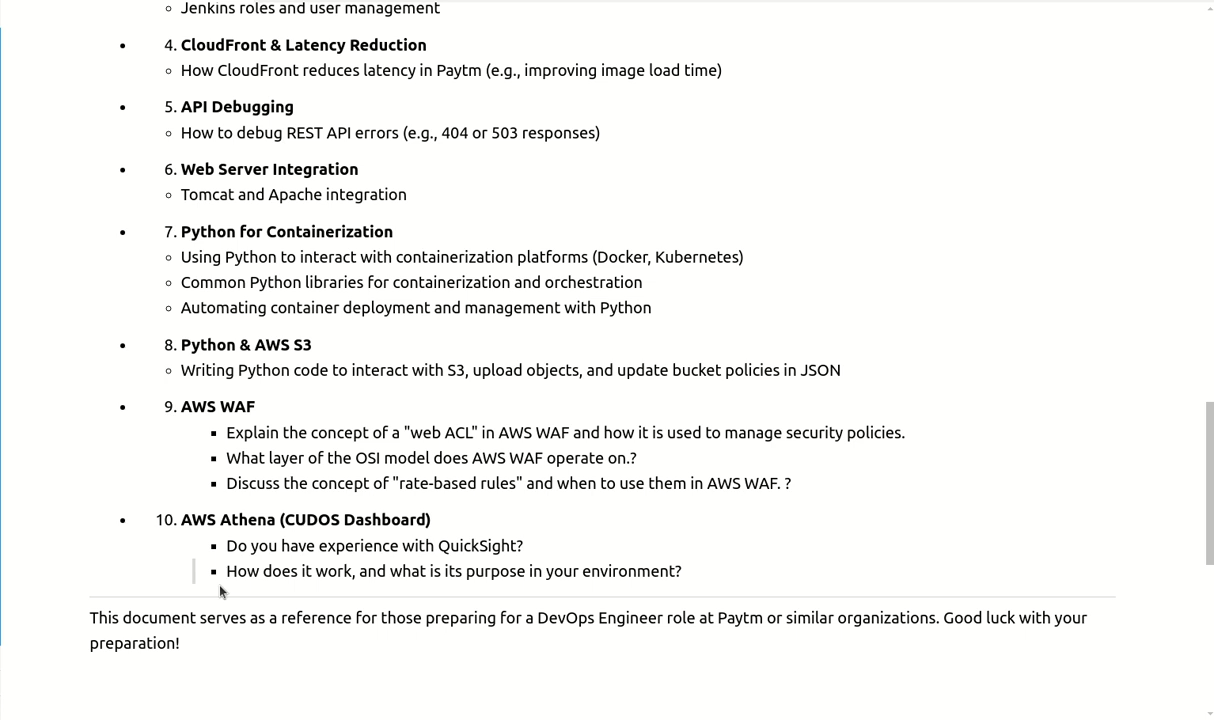 ◦ Jenkins roles and user management
• 4. CloudFront & Latency Reduction
◦ How CloudFront reduces latency in Paytm (e.g., improving image load time)
• 5. API Debugging
◦ How to debug REST API errors (e.g., 404 or 503 responses)
• 6. Web Server Integration
◦ Tomcat and Apache integration
• 7. Python for Containerization
◦ Using Python to interact with containerization platforms (Docker, Kubernetes)
◦ Common Python libraries for containerization and orchestration
◦ Automating container deployment and management with Python
• 8. Python & AWS S3
◦ Writing Python code to interact with S3, upload objects, and update bucket policies in JSON
• 9. AWS WAF
▪ Explain the concept of a "web ACL" in AWS WAF and how it is used to manage security policies.
▪ What layer of the OSI model does AWS WAF operate on.?
▪ Discuss the concept of "rate-based rules" and when to use them in AWS WAF. ?
• 10. AWS Athena (CUDOS Dashboard)
▪ Do you have experience with QuickSight?
▪ How does it work, and what is its purpose in your environment?
This document serves as a reference for those preparing for a DevOps Engineer role at Paytm or similar organizations. Good luck with your
preparation!